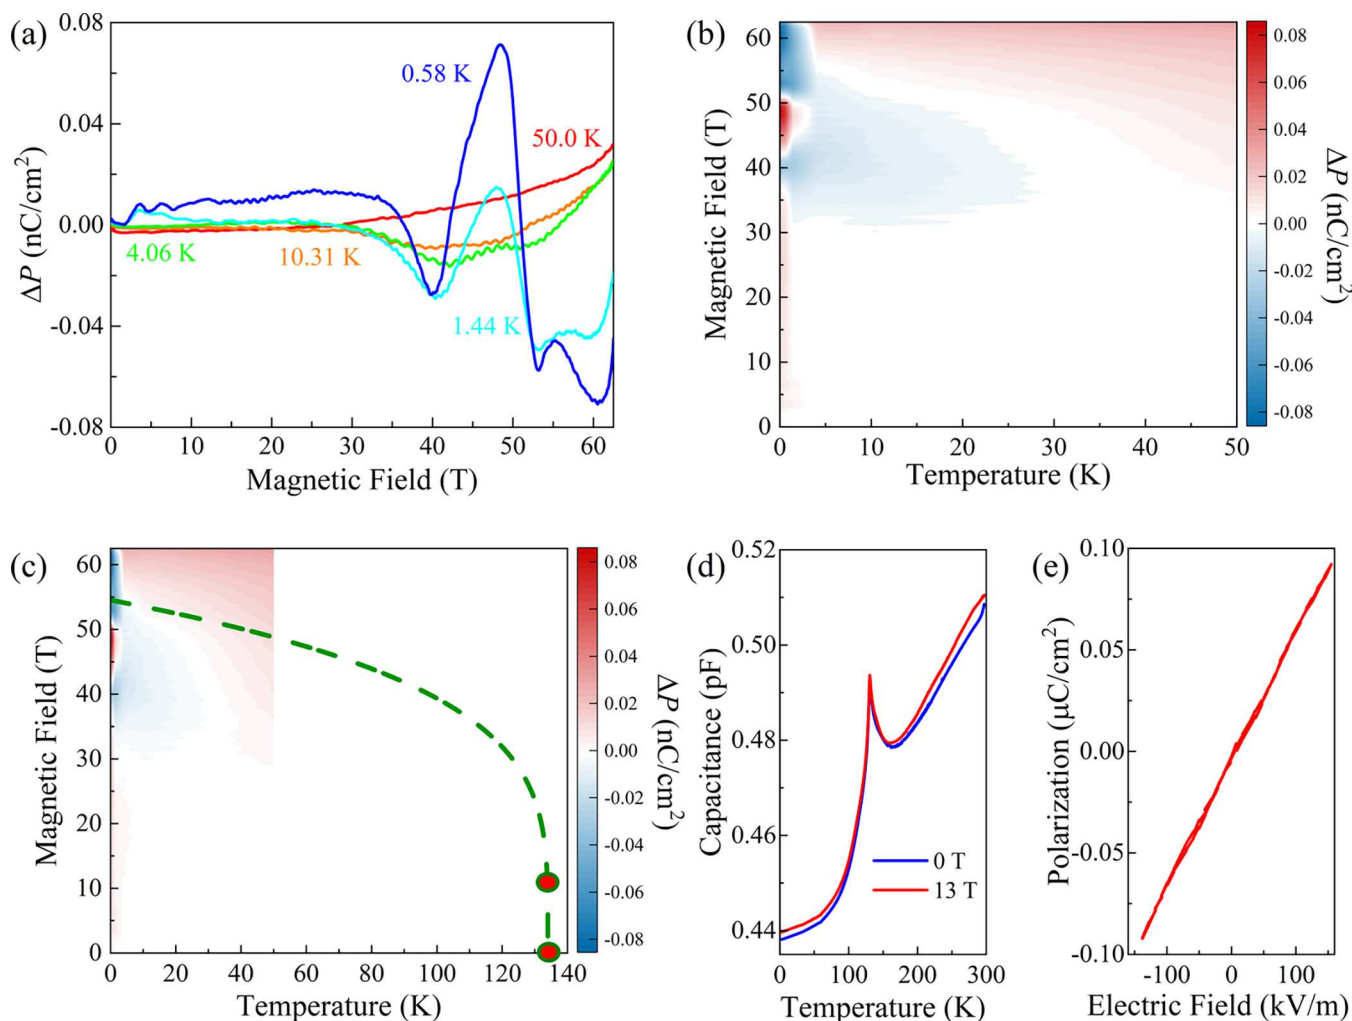 (a)
0.08
0.04
0.00
-0.04
-0.08
ΔP (nC/cm²)
0.58 K
50.0 K
4.06 K
10.31 K
1.44 K
0 10 20 30 40 50 60
Magnetic Field (T)
(b)
60
50
40
30
20
10
0
Magnetic Field (T)
0 10 20 30 40 50
Temperature (K)
0.08
0.06
0.04
0.02
0.00
-0.02
-0.04
-0.06
-0.08
ΔP (nC/cm²)
(c)
60
50
40
30
20
10
0
Magnetic Field (T)
0 20 40 60 80 100 120 140
Temperature (K)
0.08
0.06
0.04
0.02
0.00
-0.02
-0.04
-0.06
-0.08
ΔP (nC/cm²)
(d)
0.52
0.50
0.48
0.46
0.44
Capacitance (pF)
0 T
13 T
0 100 200 300
Temperature (K)
(e)
0.10
0.05
0.00
-0.05
-0.10
Polarization (μC/cm²)
-100 0 100
Electric Field (kV/m)